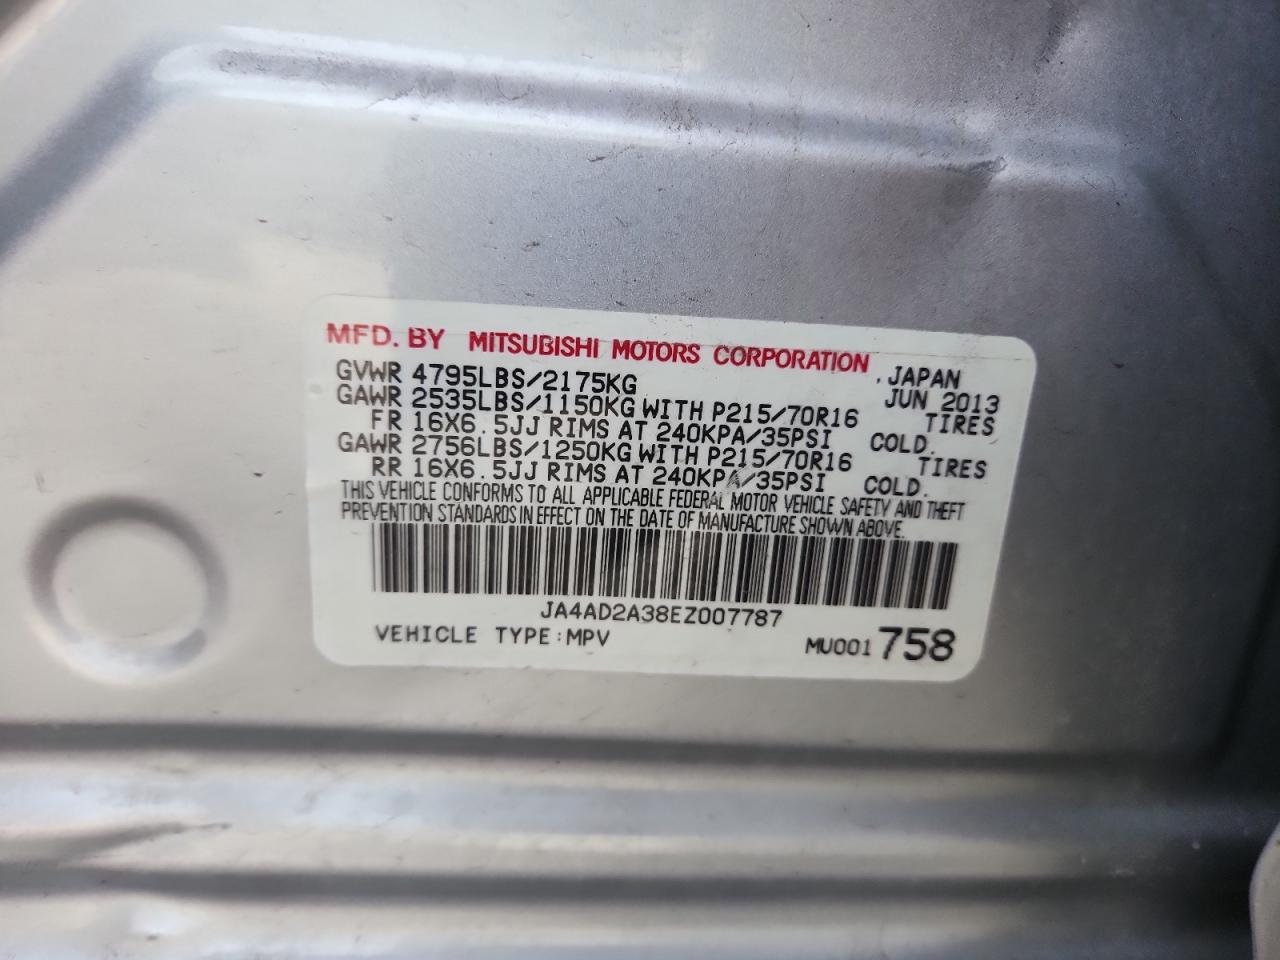 MFD. BY MITSUBISHI MOTORS CORPORATION , JAPAN
GVWR 4795LBS/2175KG JUN 2013
GAWR 2535LBS/1150KG WITH P215/70R16 TIRES
FR 16X6.5JJ RIMS AT 240KPA/35PSI COLD.
GAWR 2756LBS/1250KG WITH P215/70R16 TIRES
RR 16X6.5JJ RIMS AT 240KPA/35PSI COLD.
THIS VEHICLE CONFORMS TO ALL APPLICABLE FEDERAL MOTOR VEHICLE SAFETY AND THEFT
PREVENTION STANDARDS IN EFFECT ON THE DATE OF MANUFACTURE SHOWN ABOVE.
JA4AD2A38EZ007787
VEHICLE TYPE:MPV MU001 758